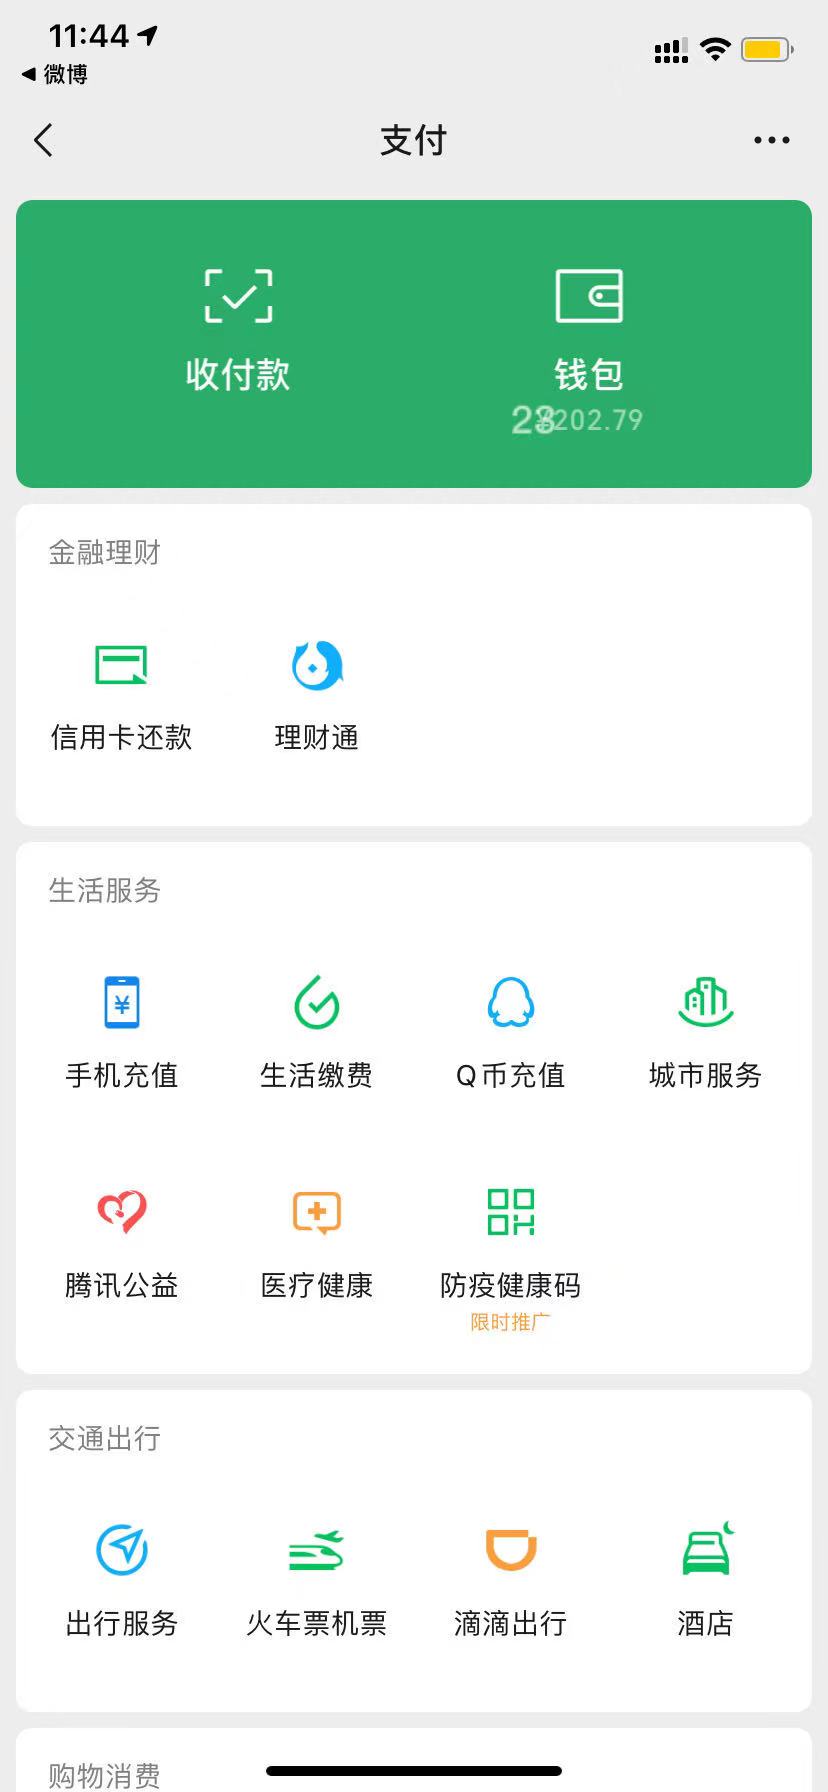 11:44
微博
支付
收付款
钱包
¥202.79
金融理财
信用卡还款
理财通
生活服务
手机充值
生活缴费
Q币充值
城市服务
腾讯公益
医疗健康
防疫健康码
限时推广
交通出行
出行服务
火车票机票
滴滴出行
酒店
购物消费